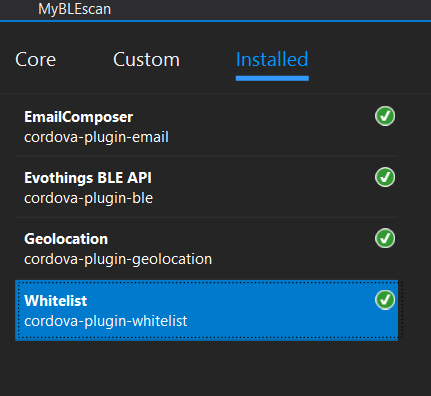 MyBLEscan
Core Custom Installed
EmailComposer
cordova-plugin-email
Evothings BLE API
cordova-plugin-ble
Geolocation
cordova-plugin-geolocation
Whitelist
cordova-plugin-whitelist